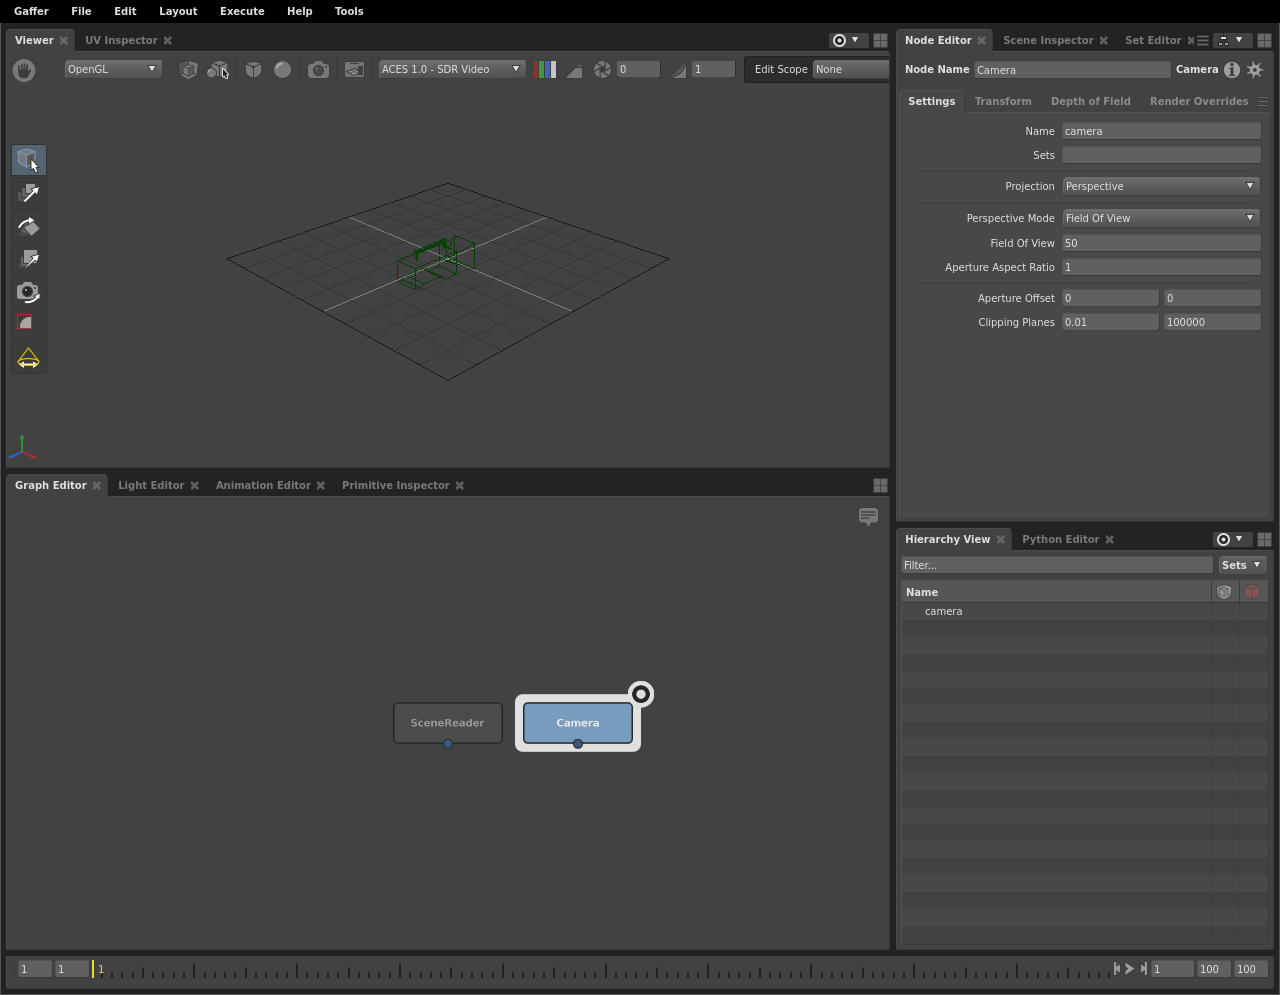 Gaffer File Edit Layout Execute Help Tools
Viewer UV Inspector
OpenGL ACES 1.0 - SDR Video 0 1 Edit Scope None
Graph Editor Light Editor Animation Editor Primitive Inspector
SceneReader Camera
Node Editor Scene Inspector Set Editor
Node Name Camera Camera
Settings Transform Depth of Field Render Overrides
Name camera
Sets
Projection Perspective
Perspective Mode Field Of View
Field Of View 50
Aperture Aspect Ratio 1
Aperture Offset 0 0
Clipping Planes 0.01 100000
Hierarchy View Python Editor
Filter... Sets
Name
camera
1 1 1 1 100 100